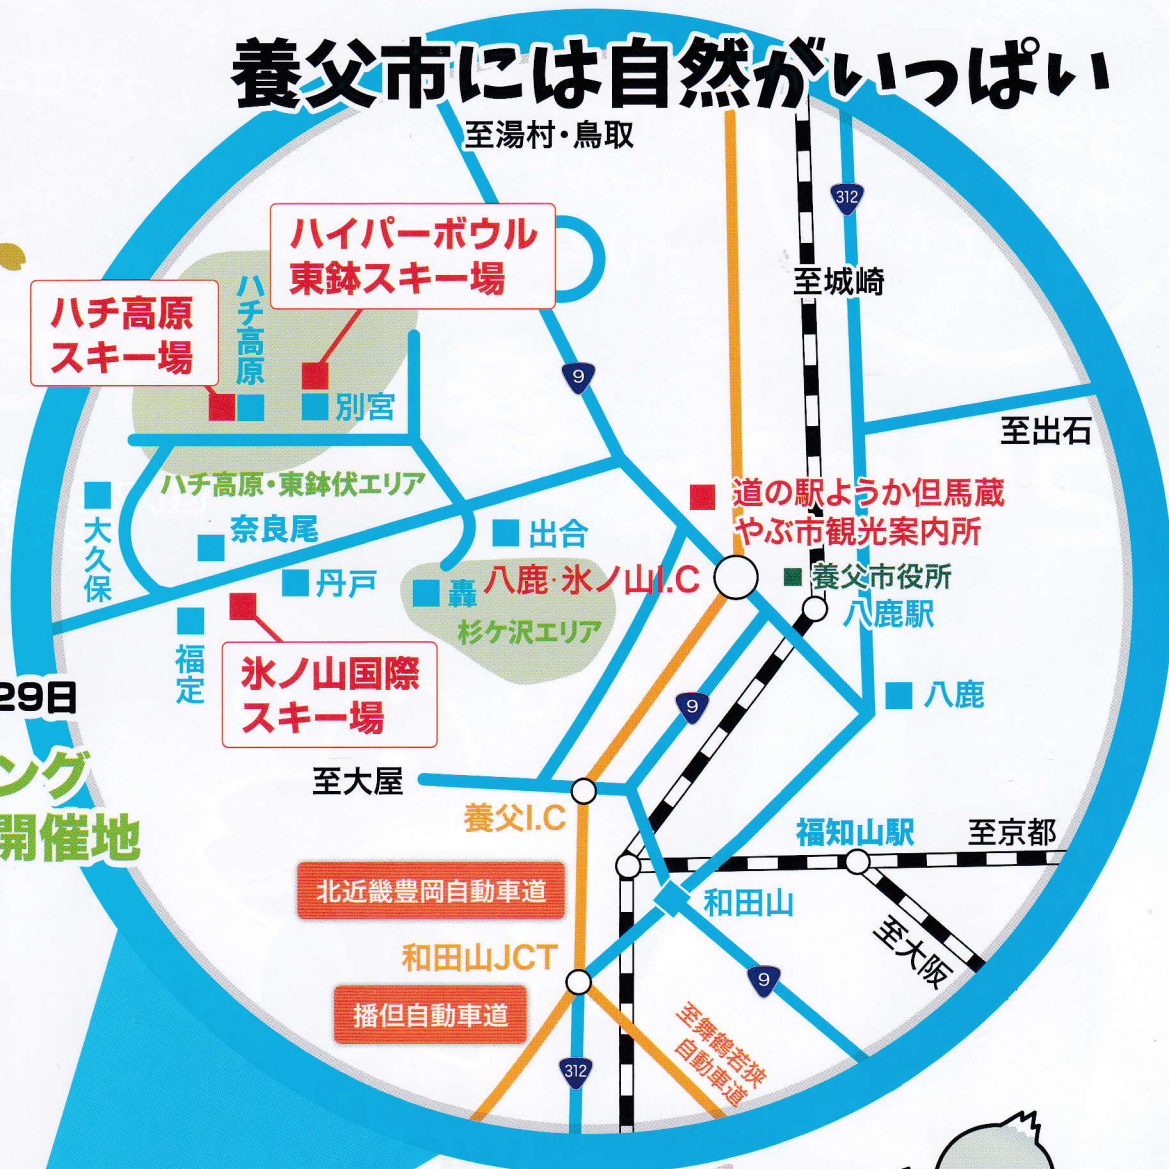 養父市には自然がいっぱい
至湯村・鳥取
312
ハイパーボウル
東鉢スキー場
至城崎
ハチ高原
スキー場
ハチ高原
9
別宮
至出石
ハチ高原・東鉢伏エリア
道の駅ようか但馬蔵
やぶ市観光案内所
大久保
奈良尾
出合
丹戸
轟
八鹿·氷ノ山I.C
養父市役所
八鹿駅
杉ケ沢エリア
福定
氷ノ山国際
スキー場
29日
9
八鹿
ング
開催地
至大屋
養父I.C
福知山駅
至京都
北近畿豊岡自動車道
和田山
至大阪
和田山JCT
9
播但自動車道
至舞鶴若狭
自動車道
312